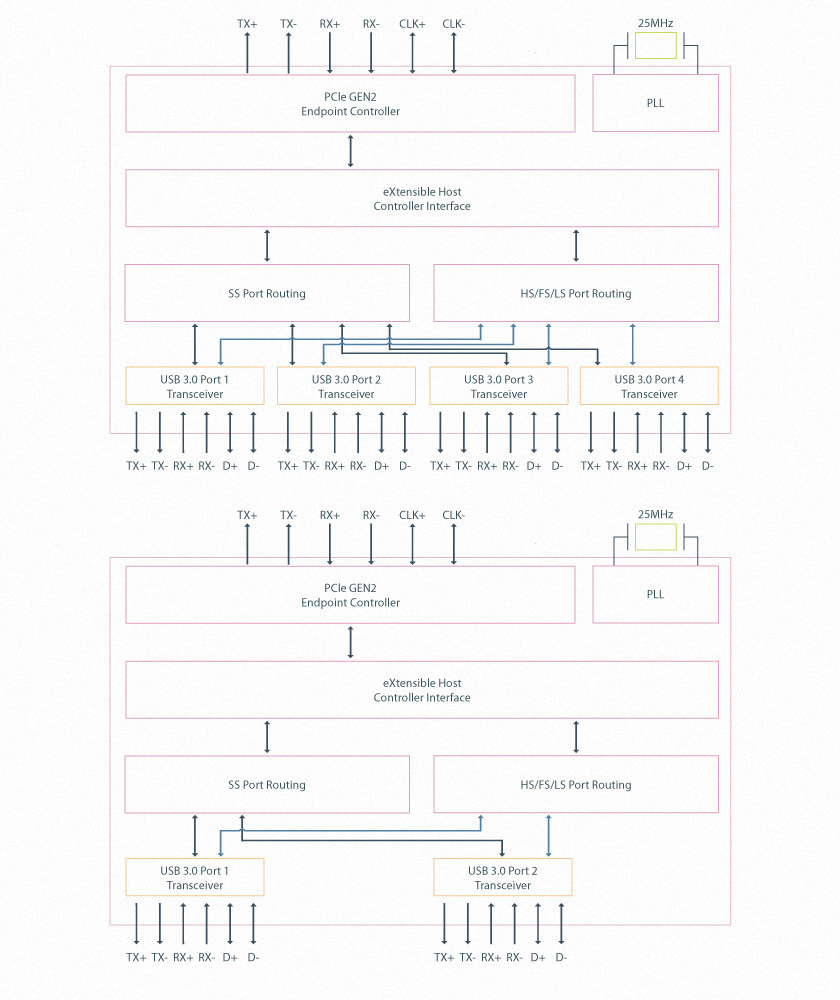 TX+ TX- RX+ RX- CLK+ CLK- 25MHz
PCIe GEN2
Endpoint Controller
PLL
eXtensible Host
Controller Interface
SS Port Routing
HS/FS/LS Port Routing
USB 3.0 Port 1
Transceiver
USB 3.0 Port 2
Transceiver
USB 3.0 Port 3
Transceiver
USB 3.0 Port 4
Transceiver
TX+ TX- RX+ RX- D+ D- TX+ TX- RX+ RX- D+ D- TX+ TX- RX+ RX- D+ D- TX+ TX- RX+ RX- D+ D-
TX+ TX- RX+ RX- CLK+ CLK- 25MHz
PCIe GEN2
Endpoint Controller
PLL
eXtensible Host
Controller Interface
SS Port Routing
HS/FS/LS Port Routing
USB 3.0 Port 1
Transceiver
USB 3.0 Port 2
Transceiver
TX+ TX- RX+ RX- D+ D- TX+ TX- RX+ RX- D+ D-